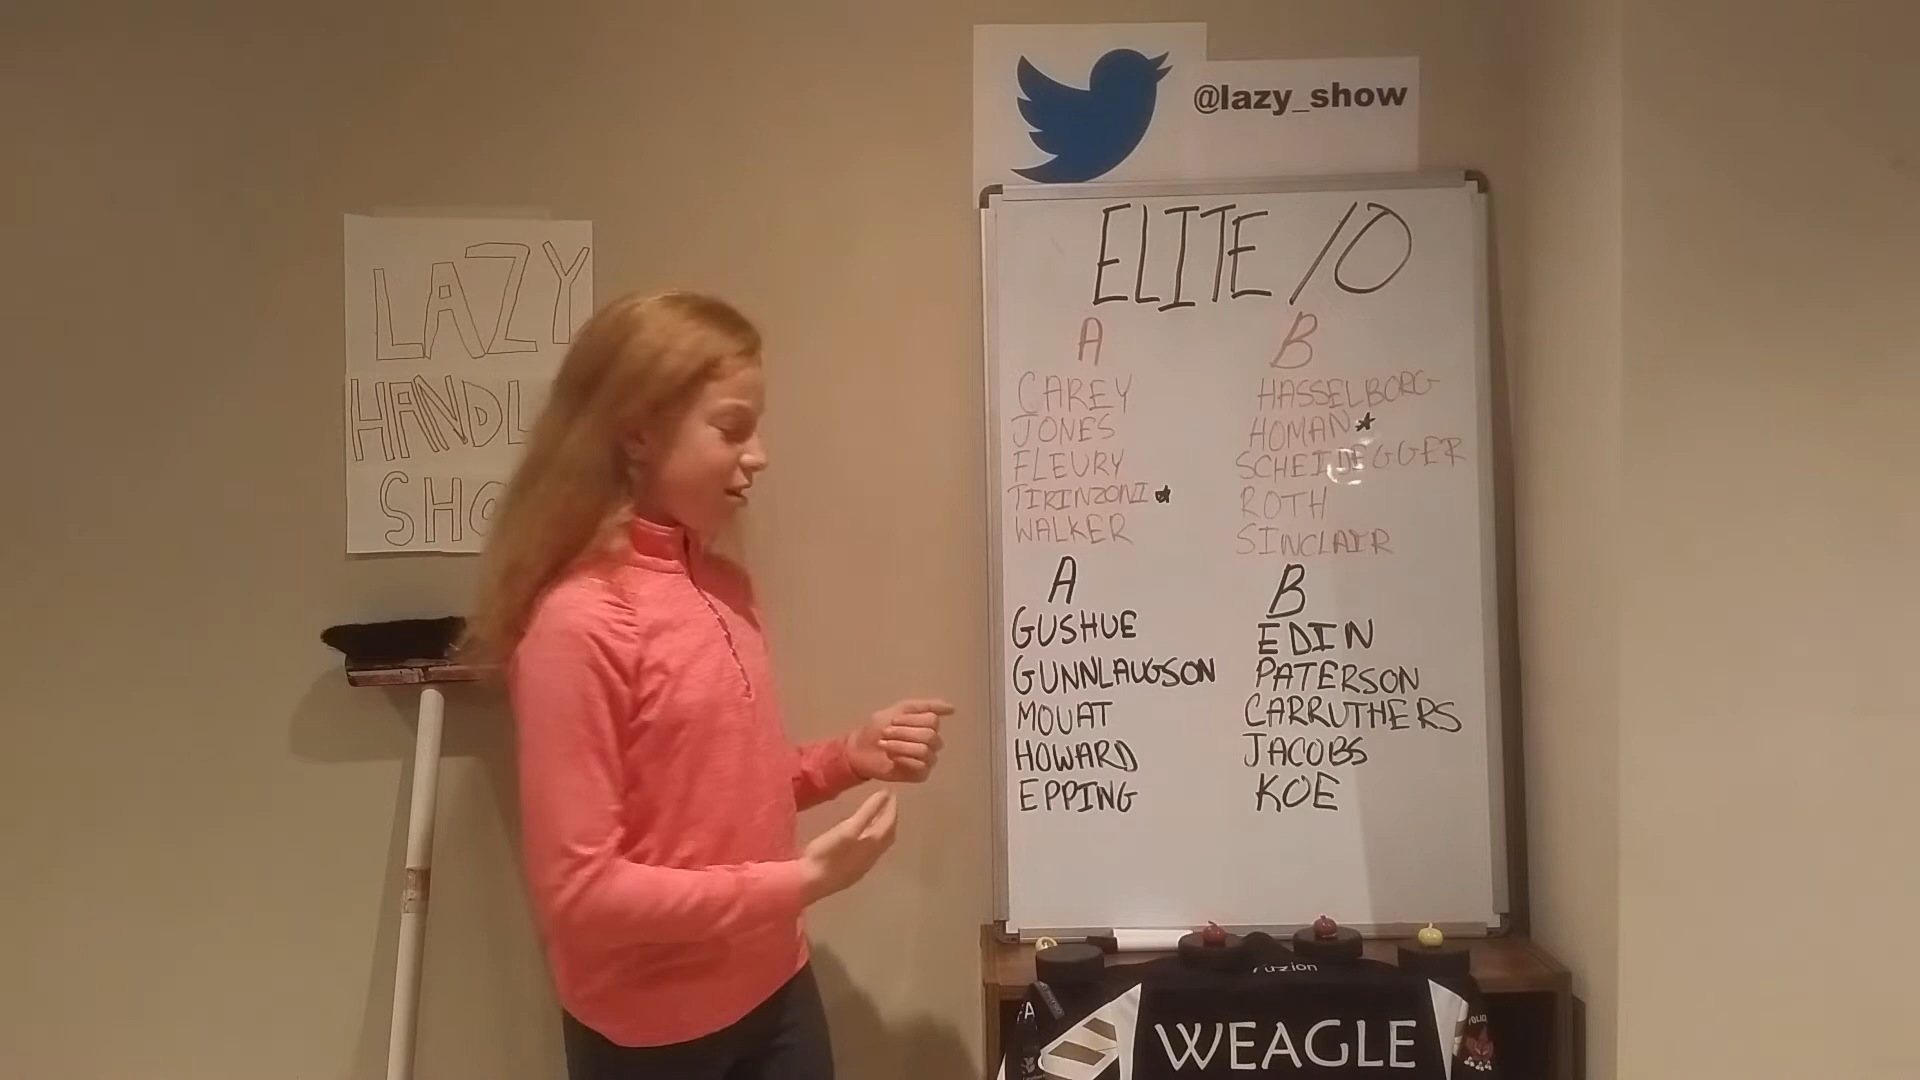 @lazy_show
LAZY
HANDL
SHO
ELITE 10
A B
CAREY HASSELBORG
JONES HOMAN★
FLEURY SCHEIDEGGER
TIRINZONI★ ROTH
WALKER SINCLAIR
A B
GUSHUE EDIN
GUNNLAUGSON PATERSON
MOUAT CARRUTHERS
HOWARD JACOBS
EPPING KOE
Fuzion
WEAGLE